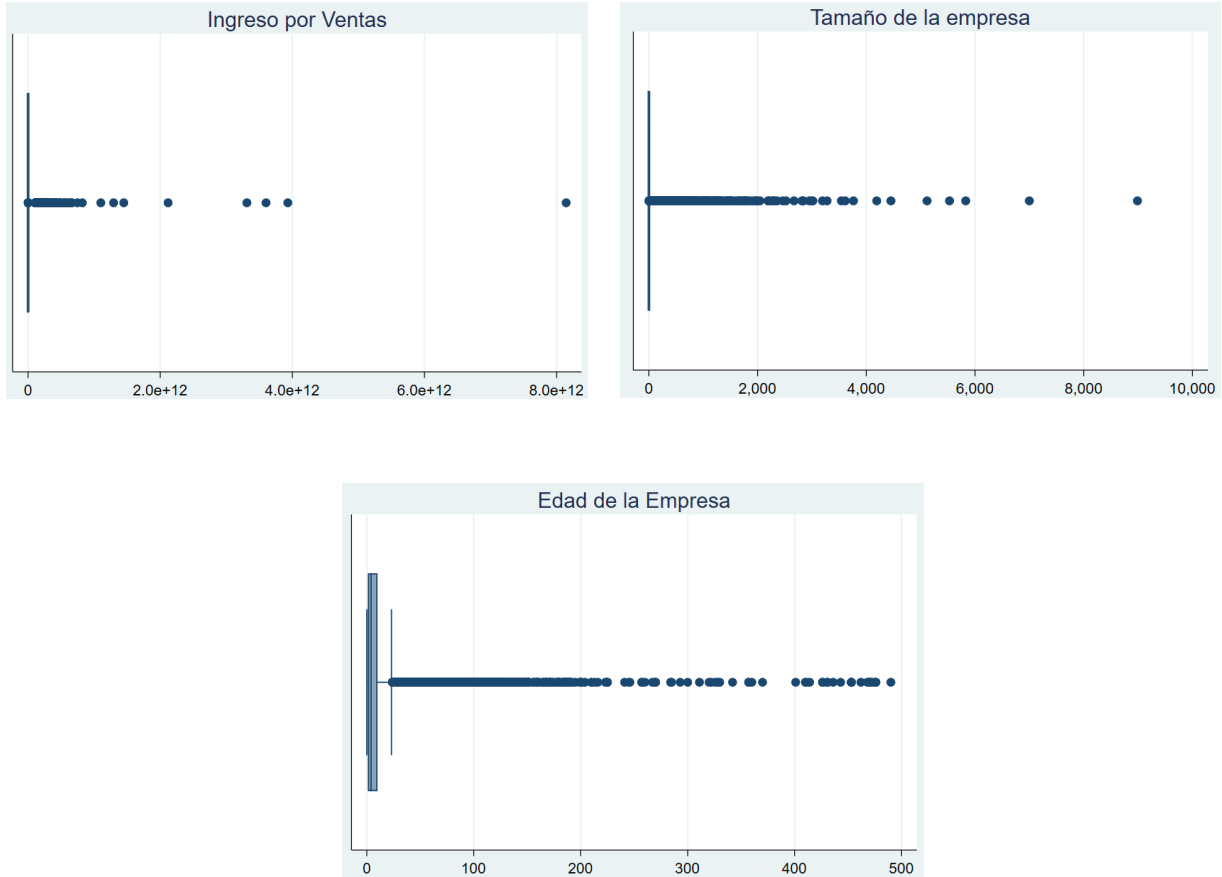 Ingreso por Ventas
0 2.0e+12 4.0e+12 6.0e+12 8.0e+12
Tamaño de la empresa
0 2,000 4,000 6,000 8,000 10,000
Edad de la Empresa
0 100 200 300 400 500